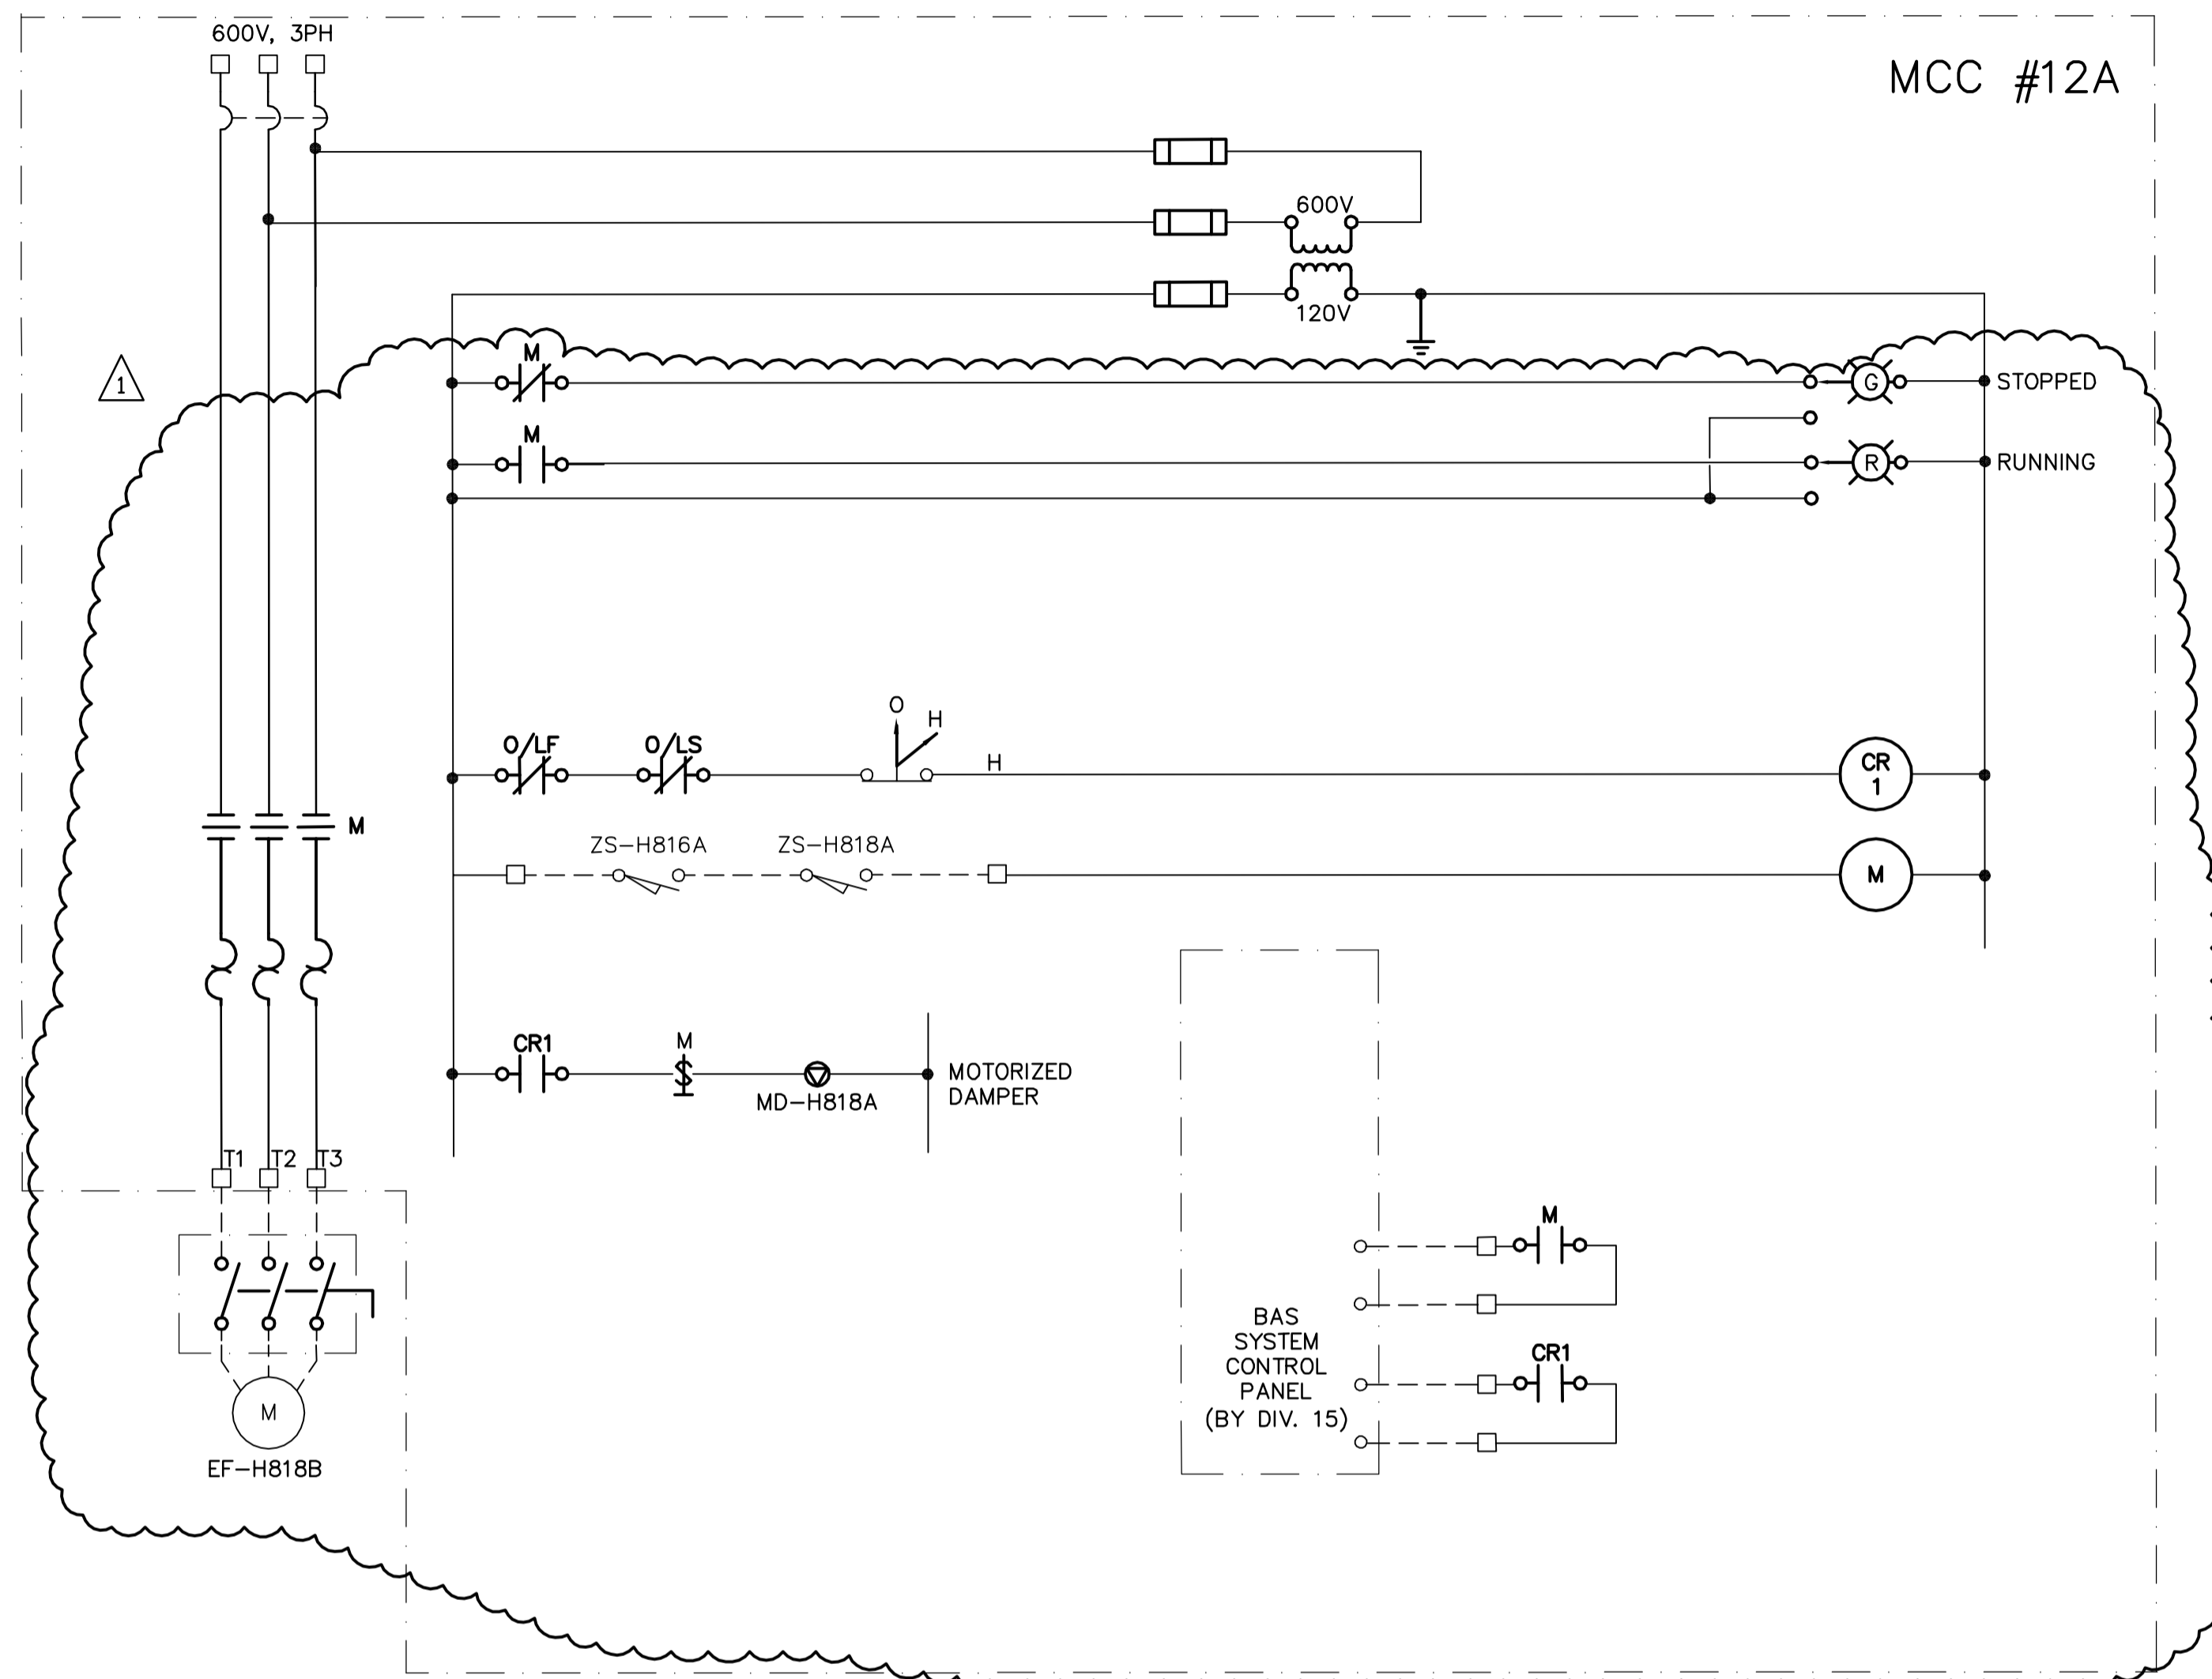 600V, 3PH
MCC #12A
600V
120V
1
M
G
STOPPED
M
R
RUNNING
O
H
O/LF
O/LS
H
CR
1
M
ZS-H816A
ZS-H818A
M
CR1
M
MD-H818A
MOTORIZED
DAMPER
T1
T2
T3
M
BAS
SYSTEM
CONTROL
PANEL
(BY DIV. 15)
CR1
M
EF-H818B